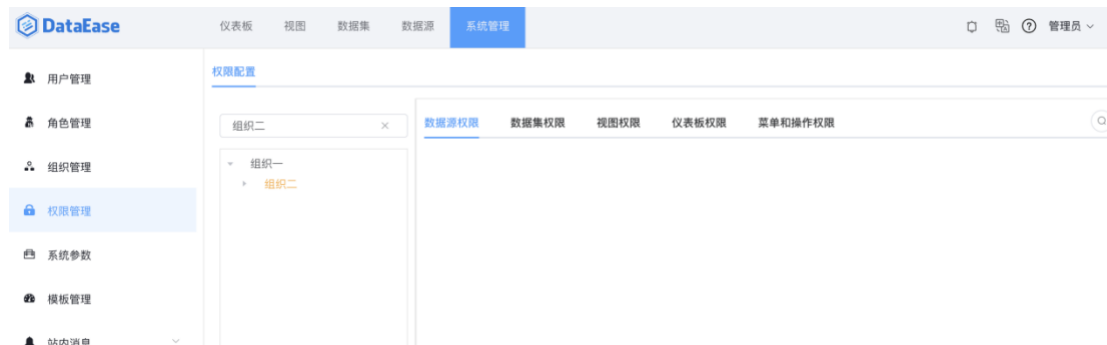 DataEase 仪表板 视图 数据集 数据源 系统管理 管理员
用户管理
角色管理
组织管理
权限管理
系统参数
模板管理
站内消息
权限配置
组织二
组织一
组织二
数据源权限 数据集权限 视图权限 仪表板权限 菜单和操作权限